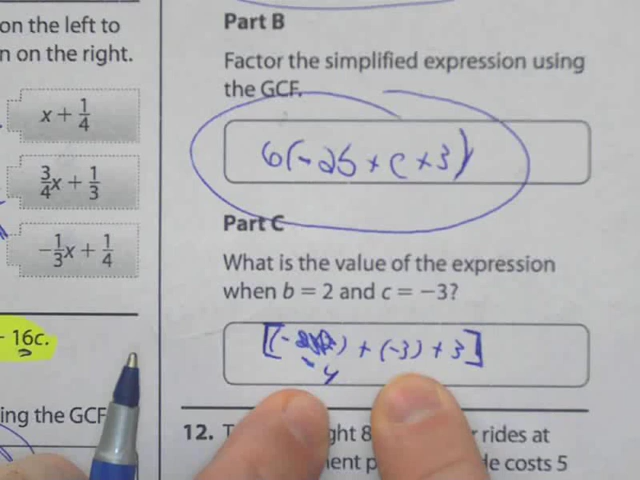 on the left to
n on the right.
x + 1/4
3/4x + 1/3
-1/3x + 1/4
- 16c.
ing the GCF
Part B
Factor the simplified expression using
the GCF.
6(-2b + c + 3)
Part C
What is the value of the expression
when b = 2 and c = -3?
[(- ) + (-3) + 3]
-4
12. T ght 8 rides at
ent p de costs 5